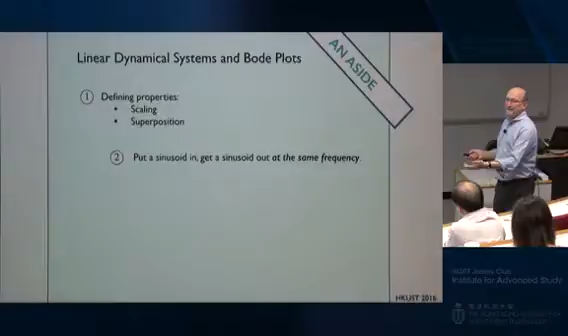 Linear Dynamical Systems and Bode Plots
AN ASIDE
① Defining properties:
• Scaling
• Superposition
② Put a sinusoid in, get a sinusoid out at the same frequency.
HKUST 2016
HKUST Jockey Club
Institute for Advanced Study